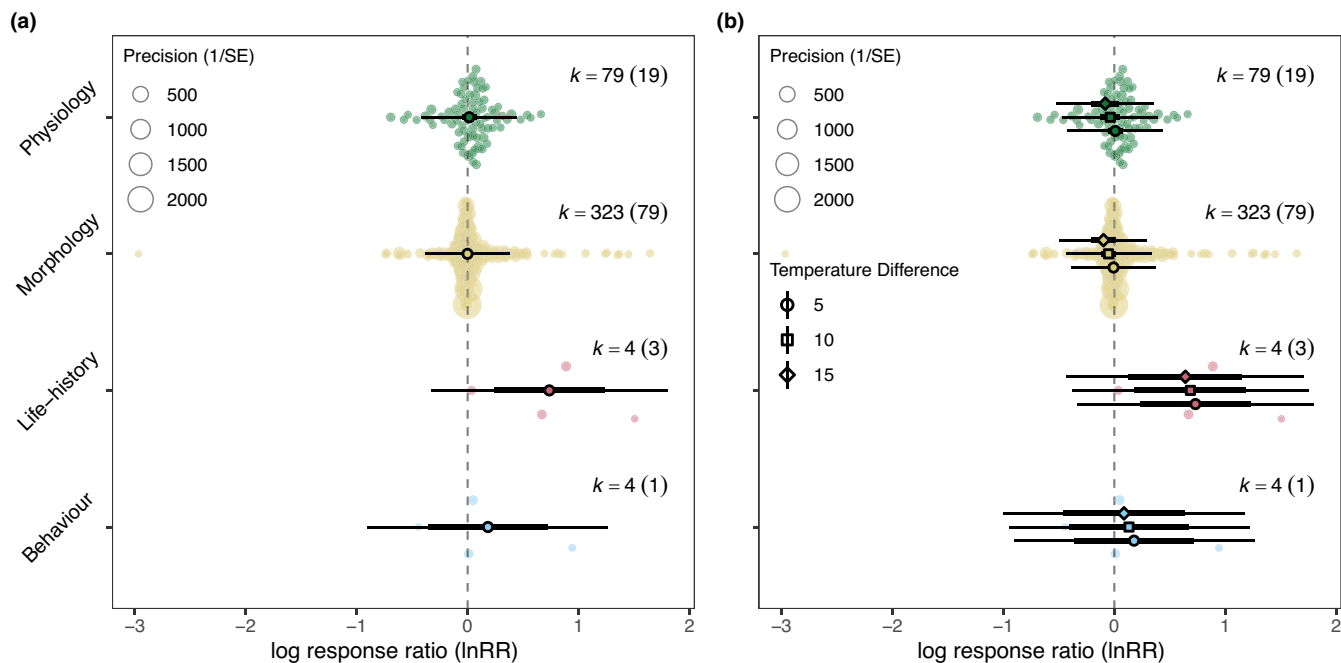 (a)
Precision (1/SE)
500
1000
1500
2000
k = 79 (19)
k = 323 (79)
k = 4 (3)
k = 4 (1)
Physiology
Morphology
Life−history
Behaviour
−3
−2
−1
0
1
2
log response ratio (lnRR)
(b)
Precision (1/SE)
500
1000
1500
2000
Temperature Difference
5
10
15
k = 79 (19)
k = 323 (79)
k = 4 (3)
k = 4 (1)
−3
−2
−1
0
1
2
log response ratio (lnRR)